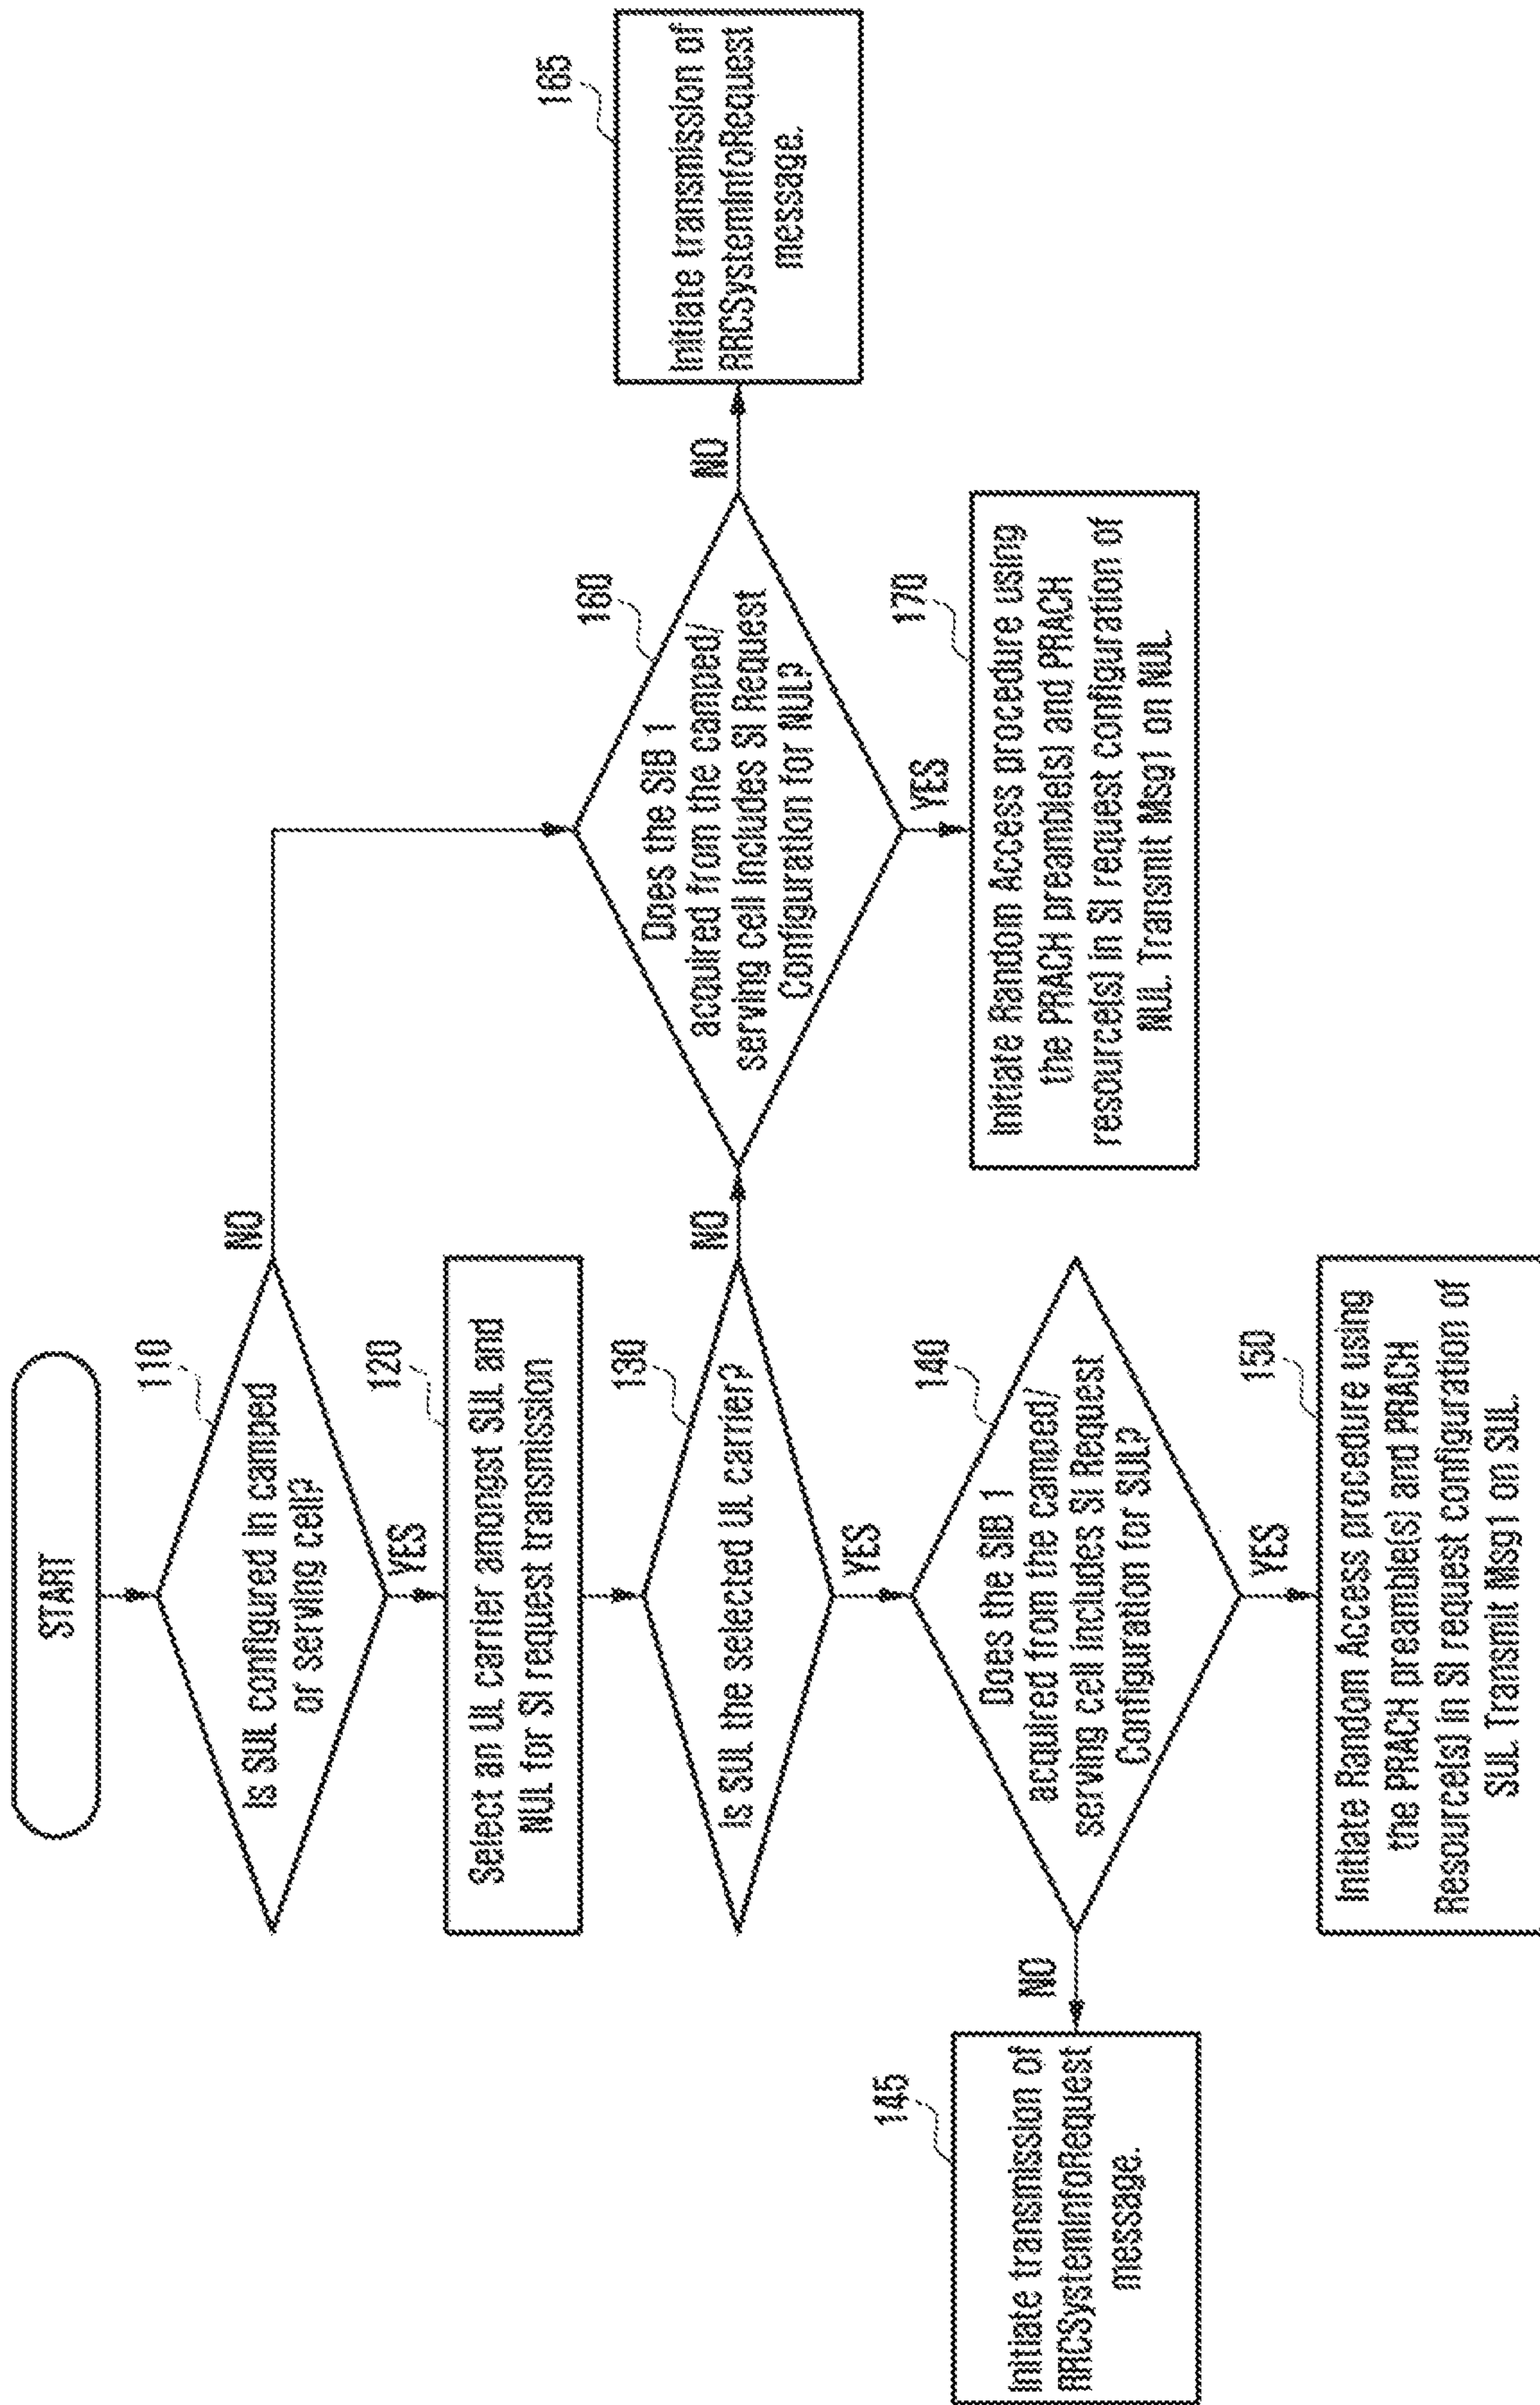 START
110
Is SUL configured in camped
or serving cell?
NO
YES
120
Select an UL carrier amongst SUL and
NUL for SI request transmission
130
Is SUL the selected UL carrier?
NO
YES
140
Does the SIB 1
acquired from the camped/
serving cell includes SI Request
Configuration for SUL?
NO
YES
145
Initiate transmission of
RRCSystemInfoRequest
message.
150
Initiate Random Access procedure using
the PRACH preamble(s) and PRACH
Resource(s) in SI request configuration of
SUL. Transmit Msg1 on SUL.
160
Does the SIB 1
acquired from the camped/
serving cell includes SI Request
Configuration for NUL?
NO
YES
165
Initiate transmission of
RRCSystemInfoRequest
message.
170
Initiate Random Access procedure using
the PRACH preamble(s) and PRACH
resource(s) in SI request configuration of
NUL. Transmit Msg1 on NUL